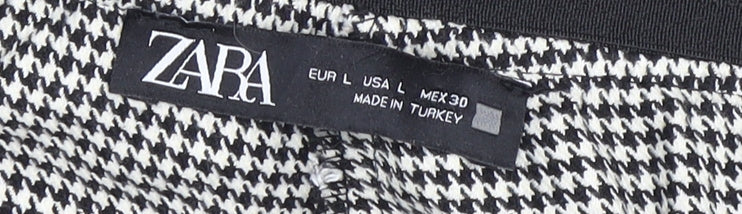 ZARA
EUR L USA L MEX 30
MADE IN TURKEY